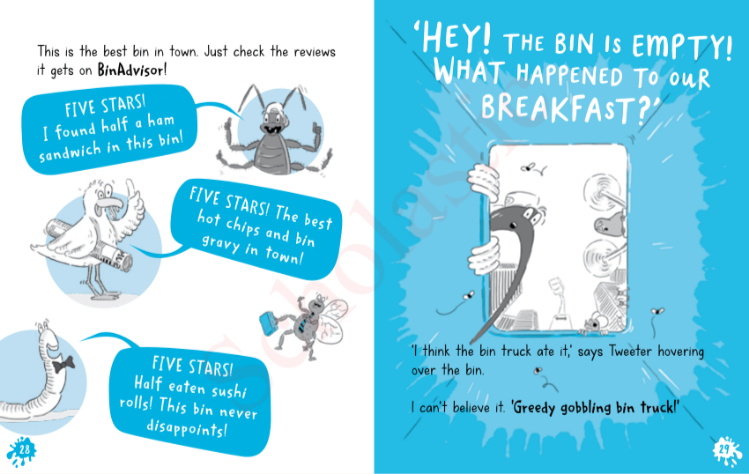 This is the best bin in town. Just check the reviews
it gets on BinAdvisor!
FIVE STARS!
I found half a ham
sandwich in this bin!
FIVE STARS! The best
hot chips and bin
gravy in town!
FIVE STARS!
Half eaten sushi
rolls! This bin never
disappoints!
28
‘HEY! THE BIN IS EMPTY!
WHAT HAPPENED TO OUR
BREAKFAST?’
‘I think the bin truck ate it,’ says Tweeter hovering
over the bin.
I can’t believe it. ‘Greedy gobbling bin truck!’
29
Scholastic